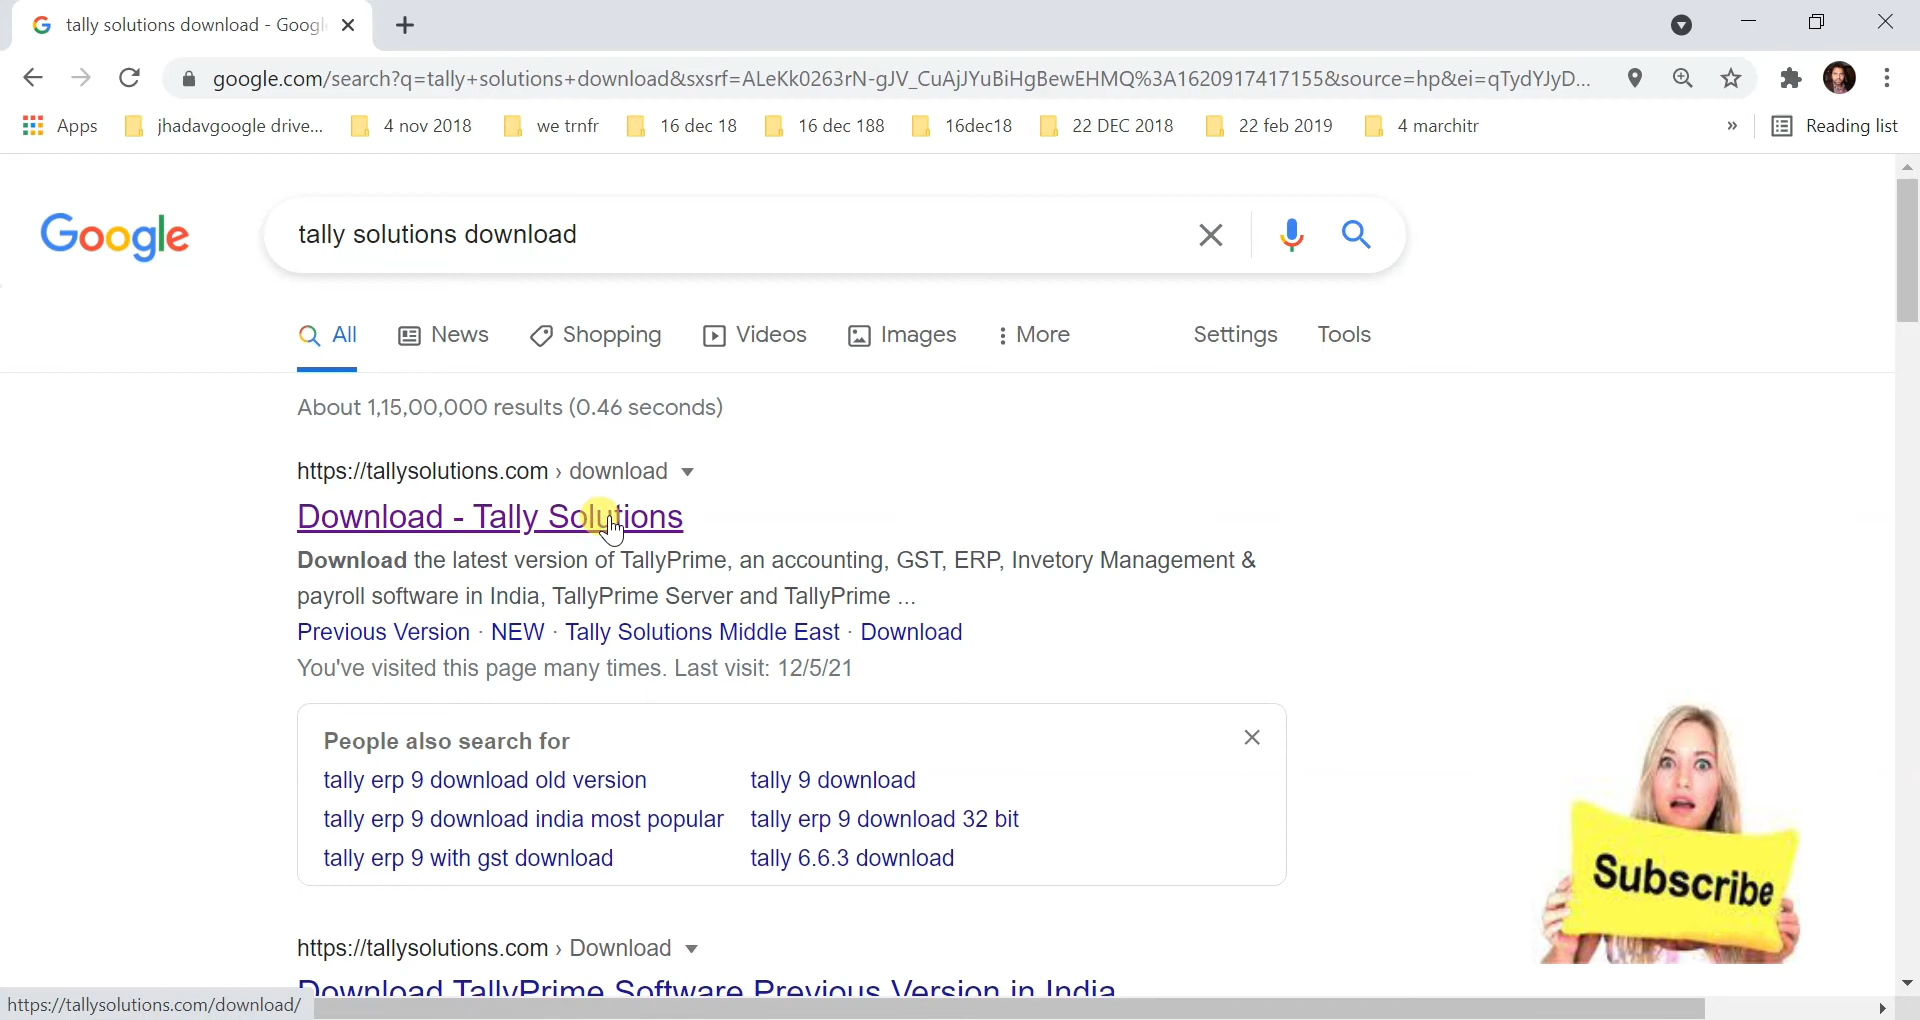 tally solutions download - Googl
google.com/search?q=tally+solutions+download&sxsrf=ALeKk0263rN-gJV_CuAjJYuBiHgBewEHMQ%3A1620917417155&source=hp&ei=qTydYJyD...
Apps jhadavgoogle drive... 4 nov 2018 we trnfr 16 dec 18 16 dec 188 16dec18 22 DEC 2018 22 feb 2019 4 marchitr » Reading list
Google tally solutions download
All News Shopping Videos Images More Settings Tools
About 1,15,00,000 results (0.46 seconds)
https://tallysolutions.com › download
Download - Tally Solutions
Download the latest version of TallyPrime, an accounting, GST, ERP, Invetory Management &
payroll software in India, TallyPrime Server and TallyPrime ...
Previous Version · NEW · Tally Solutions Middle East · Download
You've visited this page many times. Last visit: 12/5/21
People also search for
tally erp 9 download old version tally 9 download
tally erp 9 download india most popular tally erp 9 download 32 bit
tally erp 9 with gst download tally 6.6.3 download
Subscribe
https://tallysolutions.com › Download
Download TallyPrime Software Previous Version in India
https://tallysolutions.com/download/